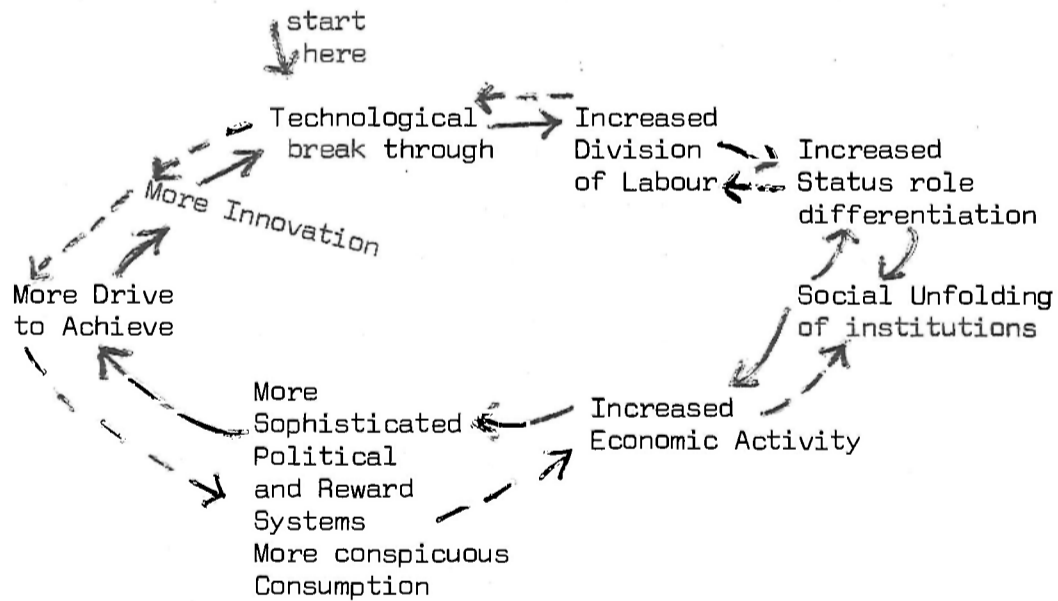 start
here
Technological
break through
Increased
Division
of Labour
Increased
Status role
differentiation
More Innovation
More Drive
to Achieve
Social Unfolding
of institutions
More
Sophisticated
Political
and Reward
Systems
More conspicuous
Consumption
Increased
Economic Activity